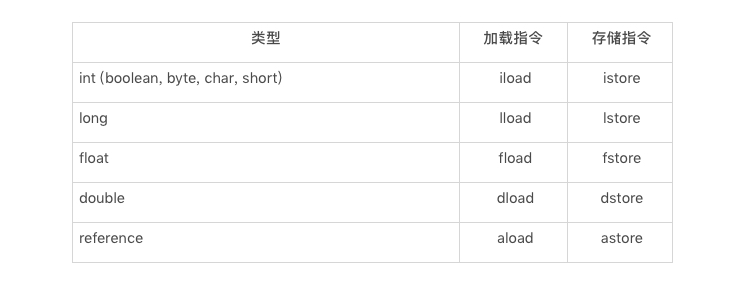 类型 加载指令 存储指令
int (boolean, byte, char, short) iload istore
long lload lstore
float fload fstore
double dload dstore
reference aload astore